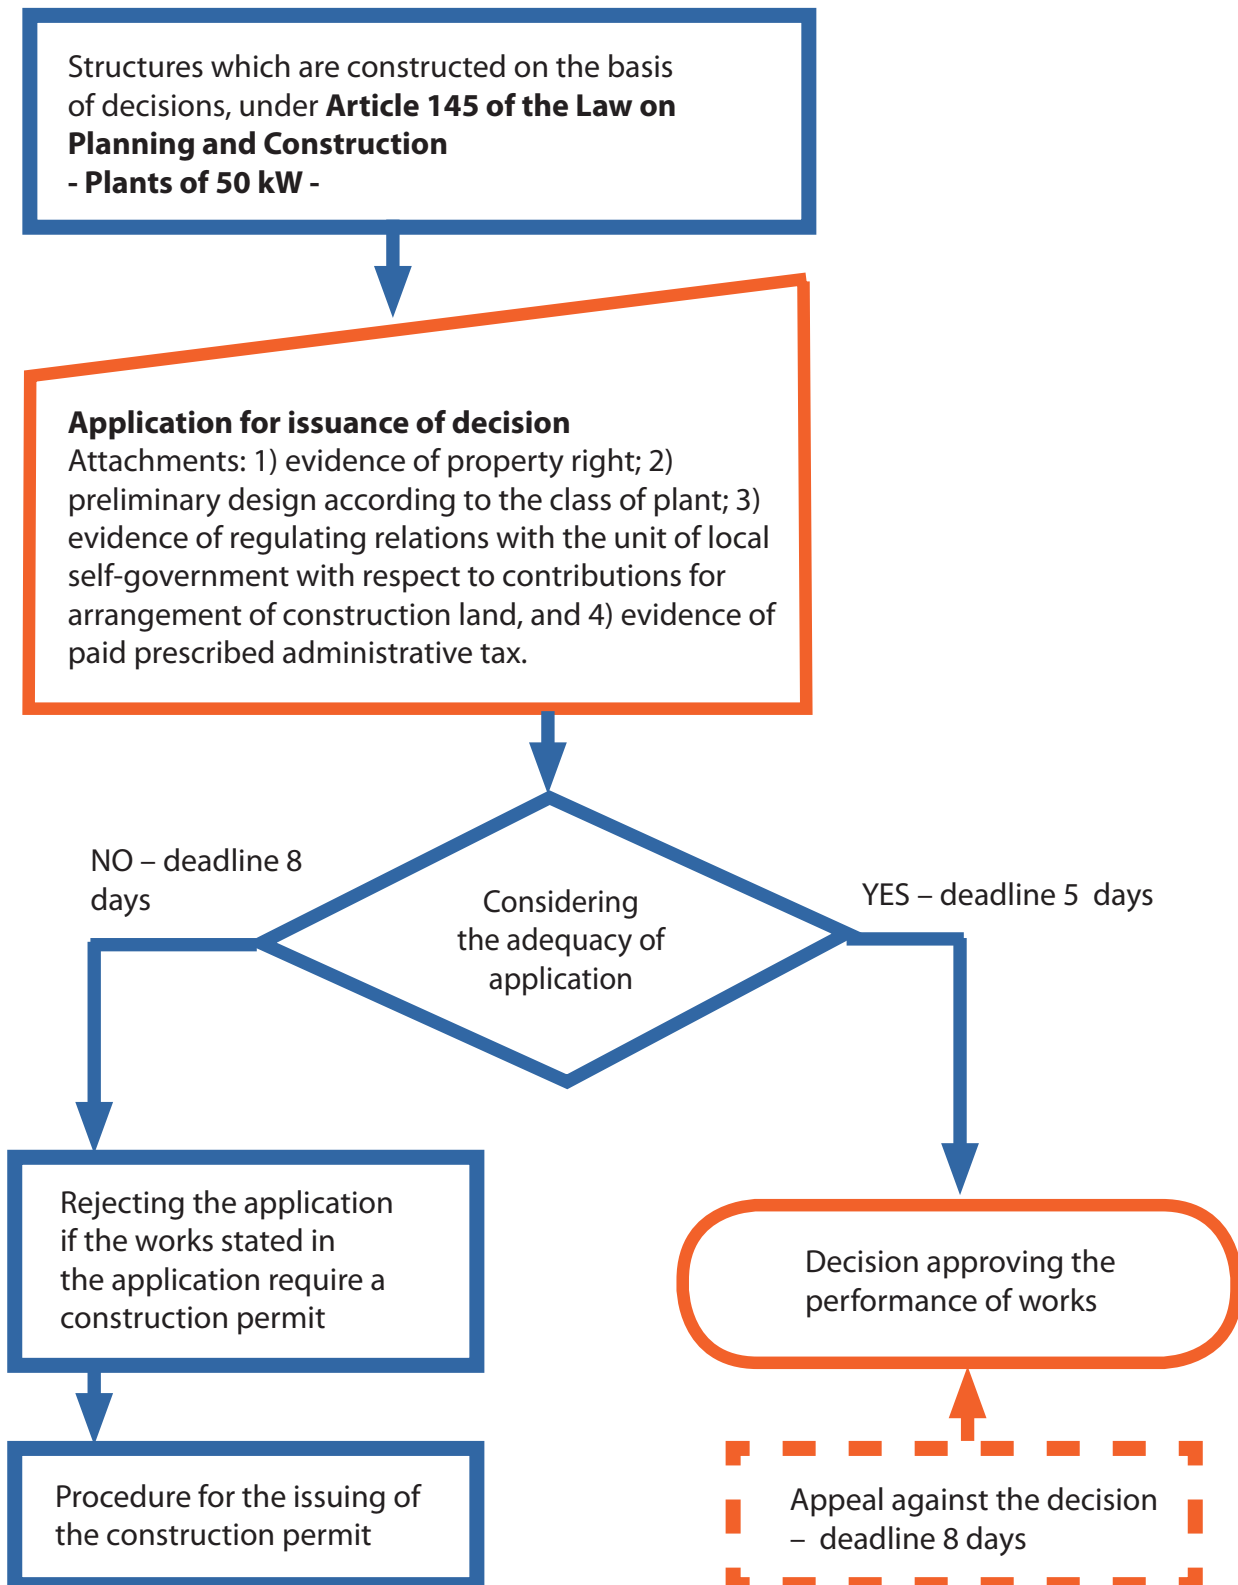 Structures which are constructed on the basis
of decisions, under Article 145 of the Law on
Planning and Construction
- Plants of 50 kW -
Application for issuance of decision
Attachments: 1) evidence of property right; 2)
preliminary design according to the class of plant; 3)
evidence of regulating relations with the unit of local
self-government with respect to contributions for
arrangement of construction land, and 4) evidence of
paid prescribed administrative tax.
NO – deadline 8
days
Considering
the adequacy of
application
YES – deadline 5 days
Rejecting the application
if the works stated in
the application require a
construction permit
Decision approving the
performance of works
Procedure for the issuing of
the construction permit
Appeal against the decision
– deadline 8 days